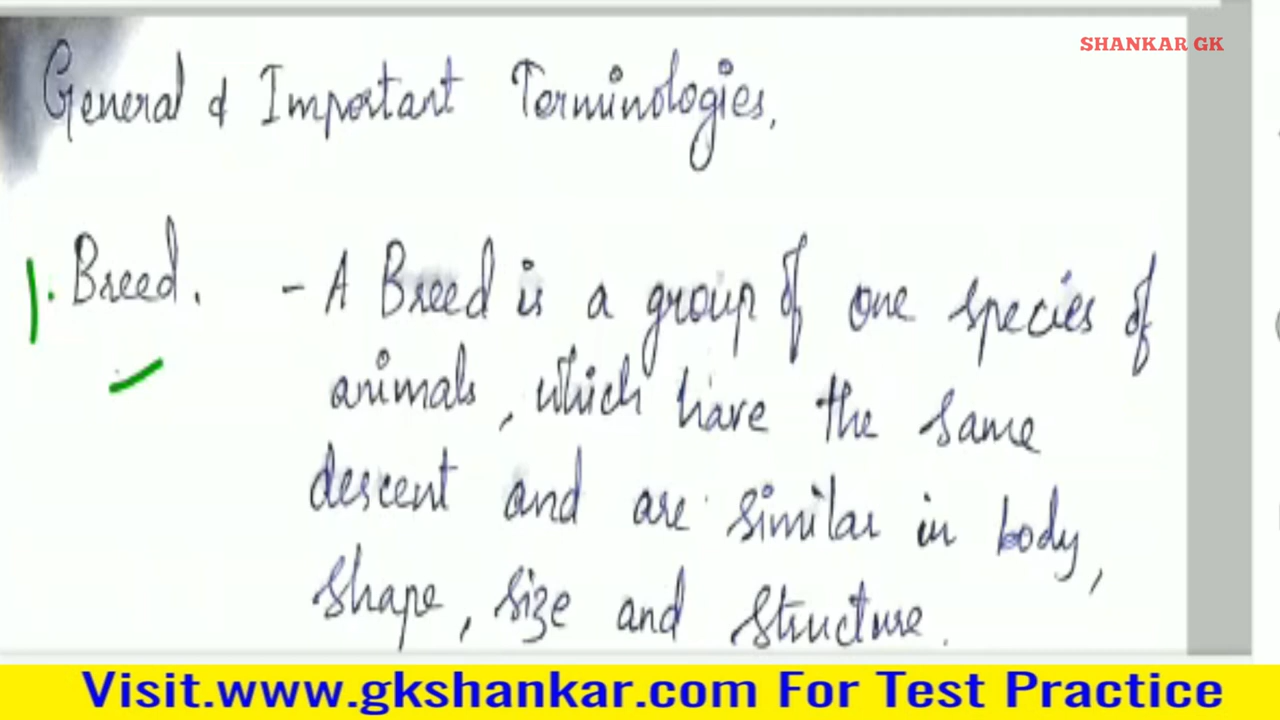 SHANKAR GK
General & Important Terminologies.
1. Breed. - A Breed is a group of one species of
animals, which have the same
descent and are similar in body,
shape, size and structure.
Visit.www.gkshankar.com For Test Practice